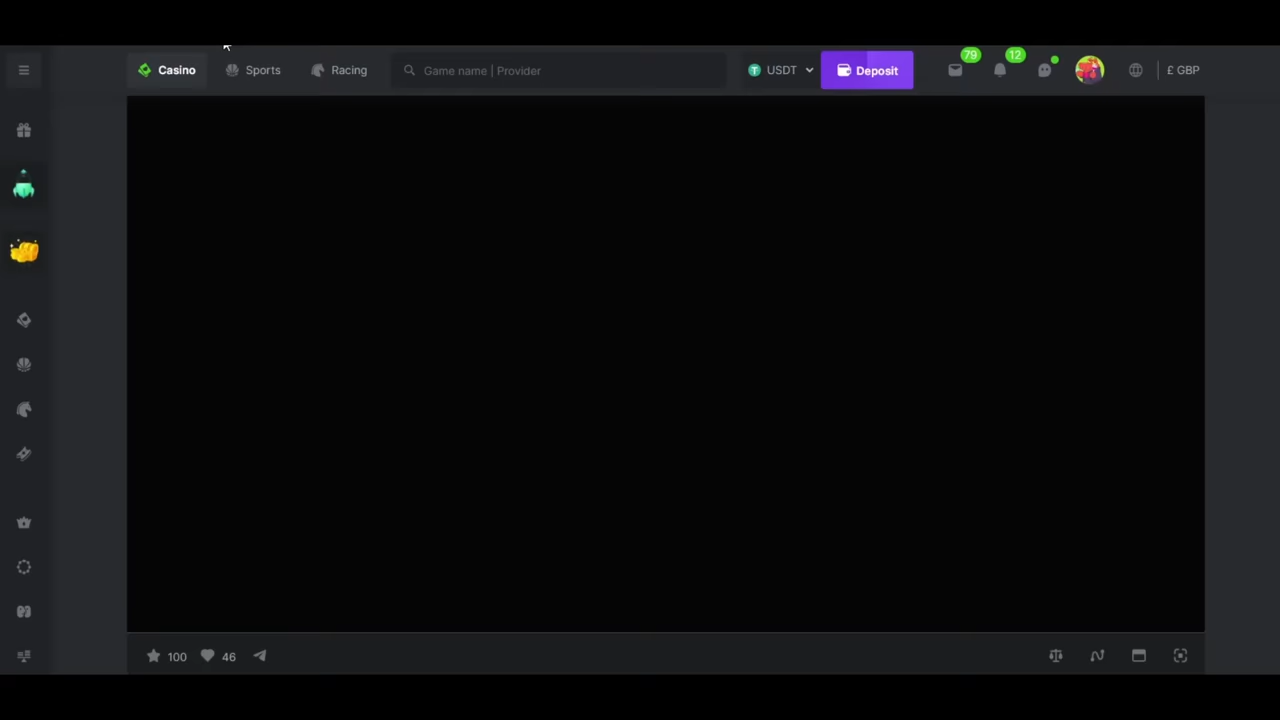 Casino
Sports
Racing
Game name | Provider
USDT
Deposit
79
12
£ GBP
100
46